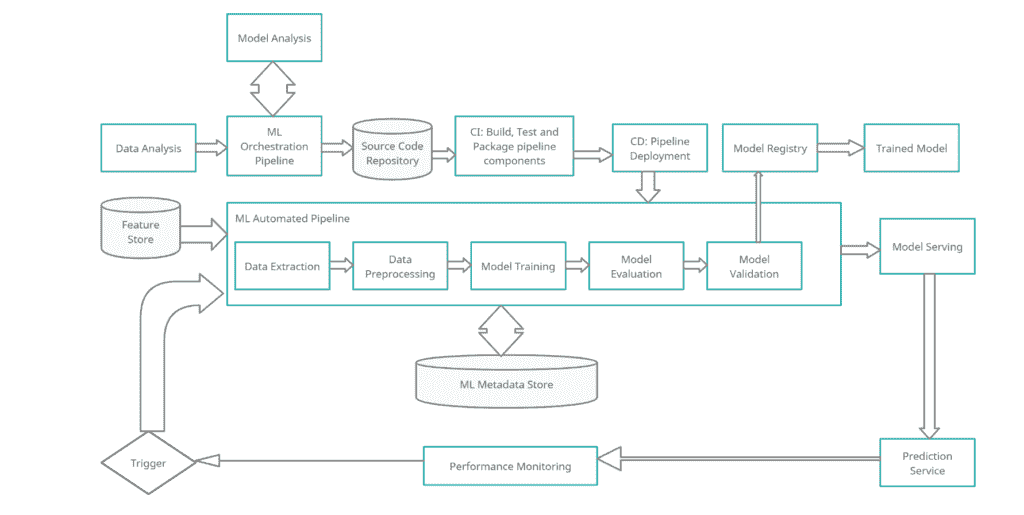 Model Analysis
Data Analysis
ML
Orchestration
Pipeline
Source Code
Repository
CI: Build, Test and
Package pipeline
components
CD: Pipeline
Deployment
Model Registry
Trained Model
Feature
Store
ML Automated Pipeline
Data Extraction
Data
Preprocessing
Model Training
Model
Evaluation
Model
Validation
Model Serving
ML Metadata Store
Trigger
Performance Monitoring
Prediction
Service